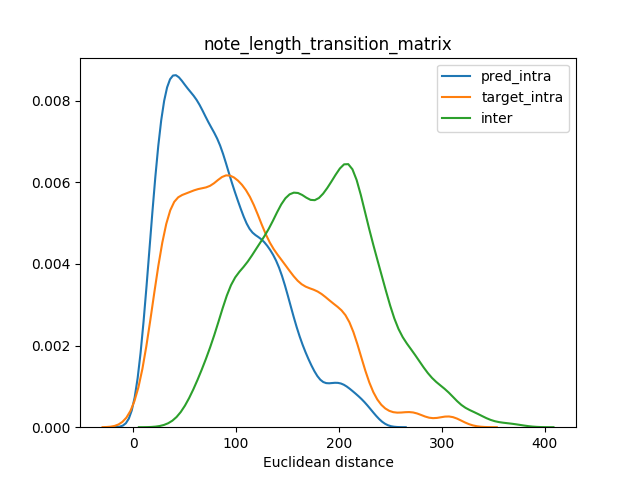 note_length_transition_matrix
pred_intra
target_intra
inter
0.008
0.006
0.004
0.002
0.000
0 100 200 300 400
Euclidean distance